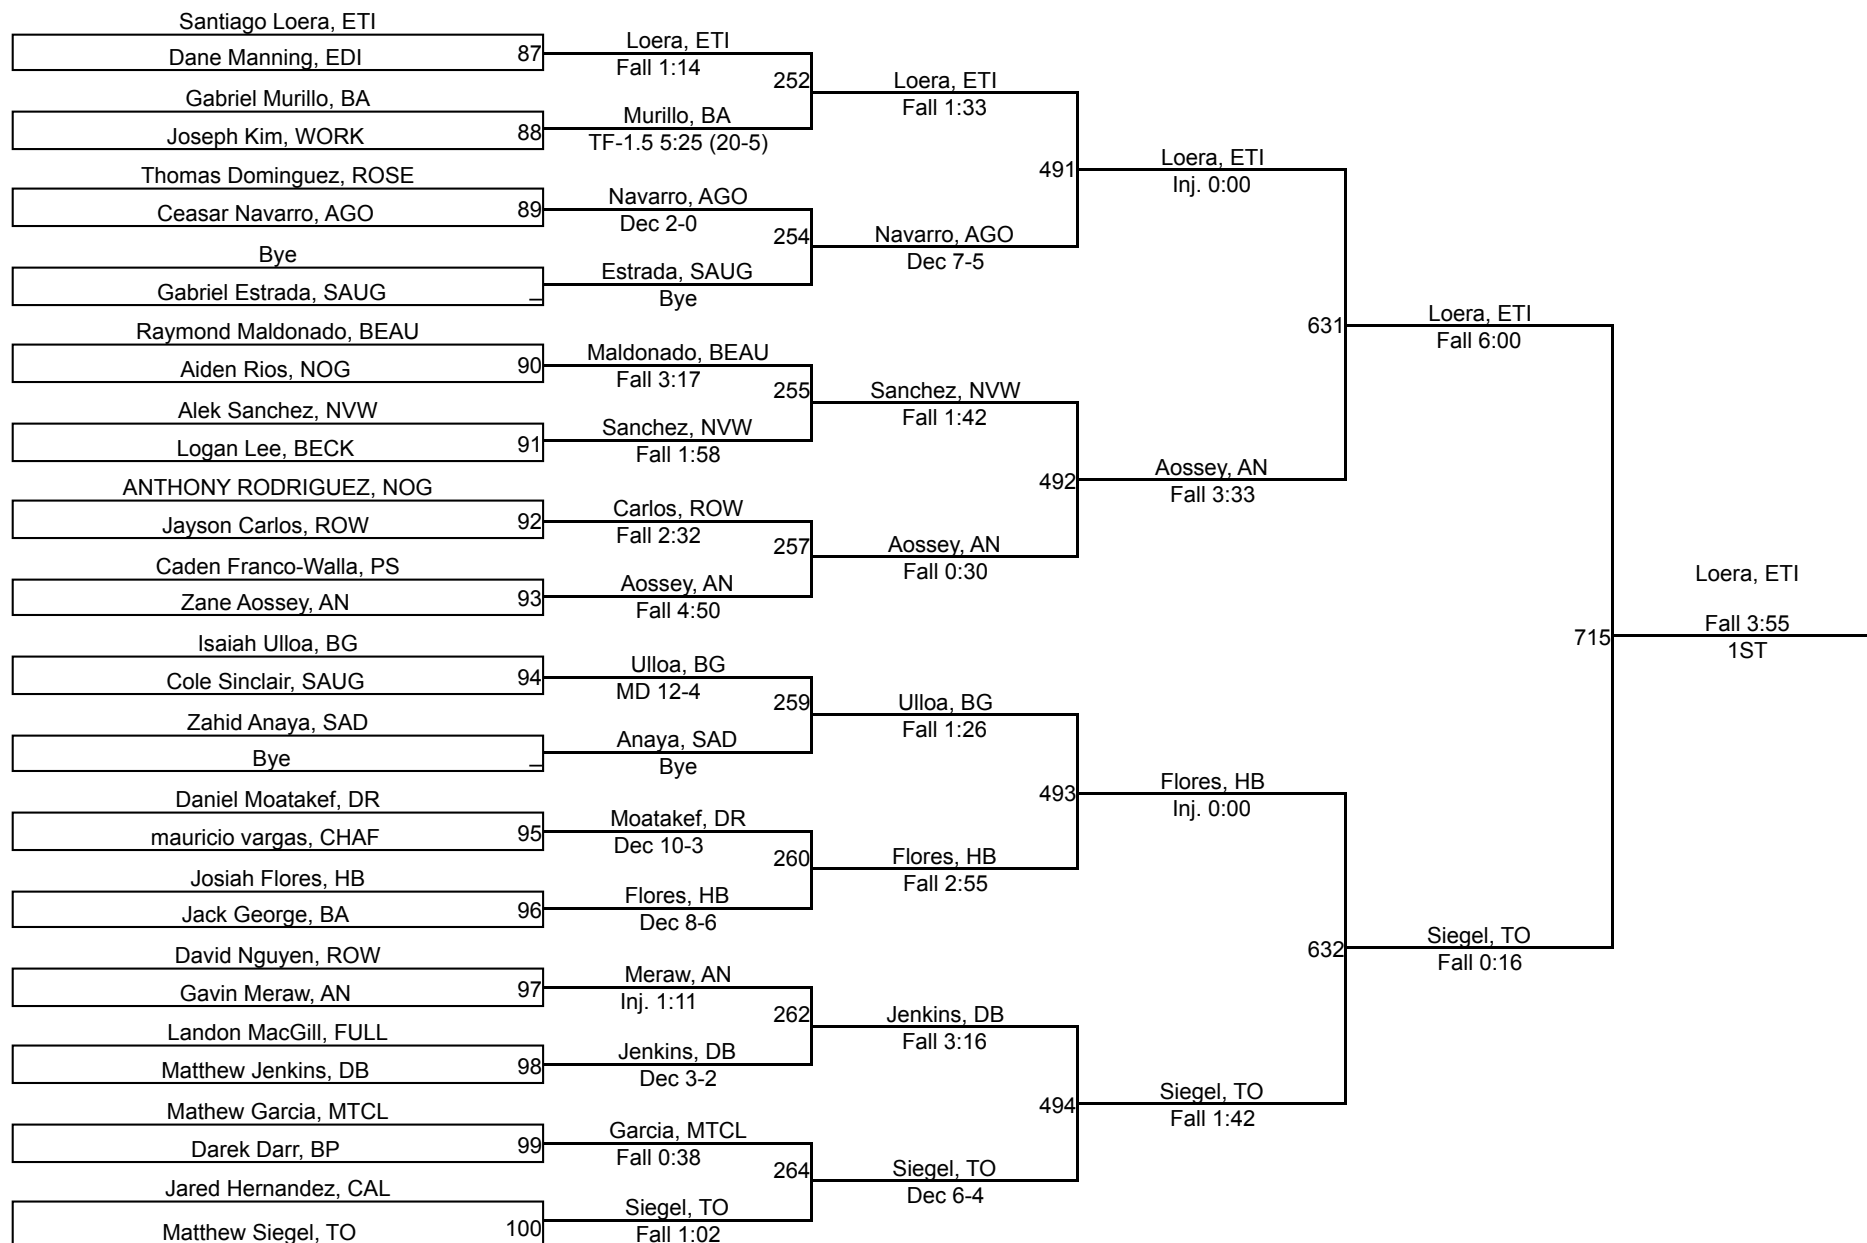 Santiago Loera, ETI
Dane Manning, EDI 87
Gabriel Murillo, BA
Joseph Kim, WORK 88
Thomas Dominguez, ROSE
Ceasar Navarro, AGO 89
Bye
Gabriel Estrada, SAUG _
Raymond Maldonado, BEAU
Aiden Rios, NOG 90
Alek Sanchez, NVW
Logan Lee, BECK 91
ANTHONY RODRIGUEZ, NOG
Jayson Carlos, ROW 92
Caden Franco-Walla, PS
Zane Aossey, AN 93
Isaiah Ulloa, BG
Cole Sinclair, SAUG 94
Zahid Anaya, SAD
Bye _
Daniel Moatakef, DR
mauricio vargas, CHAF 95
Josiah Flores, HB
Jack George, BA 96
David Nguyen, ROW
Gavin Meraw, AN 97
Landon MacGill, FULL
Matthew Jenkins, DB 98
Mathew Garcia, MTCL
Darek Darr, BP 99
Jared Hernandez, CAL
Matthew Siegel, TO 100
Loera, ETI
Fall 1:14
252
Murillo, BA
TF-1.5 5:25 (20-5)
Navarro, AGO
Dec 2-0
254
Estrada, SAUG
Bye
Maldonado, BEAU
Fall 3:17
255
Sanchez, NVW
Fall 1:58
Carlos, ROW
Fall 2:32
257
Aossey, AN
Fall 4:50
Ulloa, BG
MD 12-4
259
Anaya, SAD
Bye
Moatakef, DR
Dec 10-3
260
Flores, HB
Dec 8-6
Meraw, AN
Inj. 1:11
262
Jenkins, DB
Dec 3-2
Garcia, MTCL
Fall 0:38
264
Siegel, TO
Fall 1:02
Loera, ETI
Fall 1:33
491
Navarro, AGO
Dec 7-5
Sanchez, NVW
Fall 1:42
492
Aossey, AN
Fall 0:30
Ulloa, BG
Fall 1:26
493
Flores, HB
Fall 2:55
Jenkins, DB
Fall 3:16
494
Siegel, TO
Dec 6-4
Loera, ETI
Inj. 0:00
631
Aossey, AN
Fall 3:33
Flores, HB
Inj. 0:00
632
Siegel, TO
Fall 1:42
Loera, ETI
Fall 6:00
715
Siegel, TO
Fall 0:16
Loera, ETI
Fall 3:55
1ST